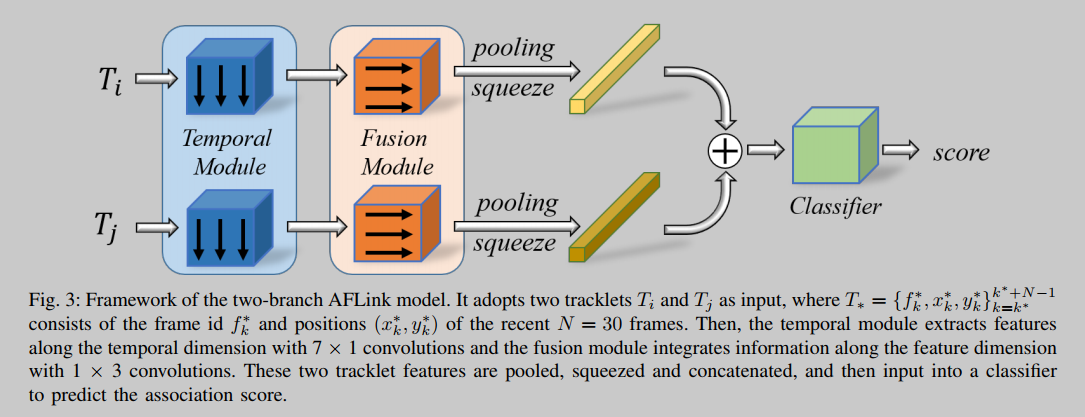 T_i
pooling
squeeze
Temporal
Module
Fusion
Module
+
score
Classifier
T_j
pooling
squeeze
Fig. 3: Framework of the two-branch AFLink model. It adopts two tracklets T_i and T_j as input, where T_* = {f_k^*, x_k^*, y_k^*}_{k=k^*}^{k^*+N−1}
consists of the frame id f_k^* and positions (x_k^*, y_k^*) of the recent N = 30 frames. Then, the temporal module extracts features
along the temporal dimension with 7 × 1 convolutions and the fusion module integrates information along the feature dimension
with 1 × 3 convolutions. These two tracklet features are pooled, squeezed and concatenated, and then input into a classifier
to predict the association score.